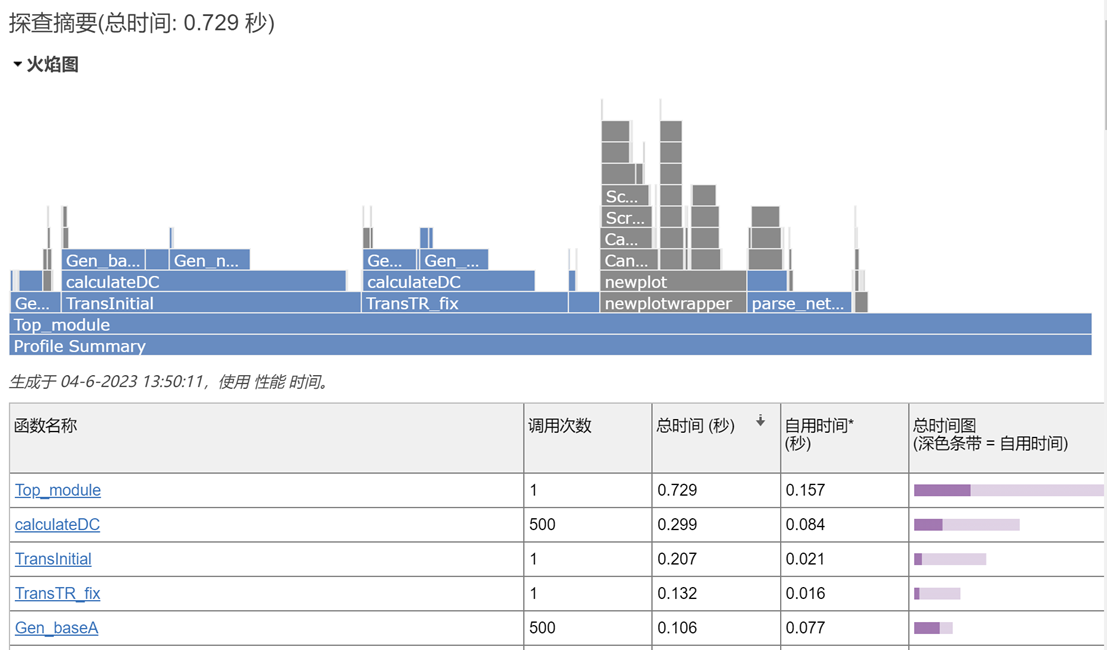 探查摘要(总时间: 0.729 秒)
火焰图
Sc...
Scr...
Ca...
Gen_ba... Gen_n... Ge... Gen_... Can...
calculateDC calculateDC newplot
Ge... TransInitial TransTR_fix newplotwrapper parse_net...
Top_module
Profile Summary
生成于 04-6-2023 13:50:11，使用 性能 时间。
函数名称 调用次数 总时间 (秒) 自用时间* 总时间图
(秒) (深色条带 = 自用时间)
Top_module 1 0.729 0.157
calculateDC 500 0.299 0.084
TransInitial 1 0.207 0.021
TransTR_fix 1 0.132 0.016
Gen_baseA 500 0.106 0.077